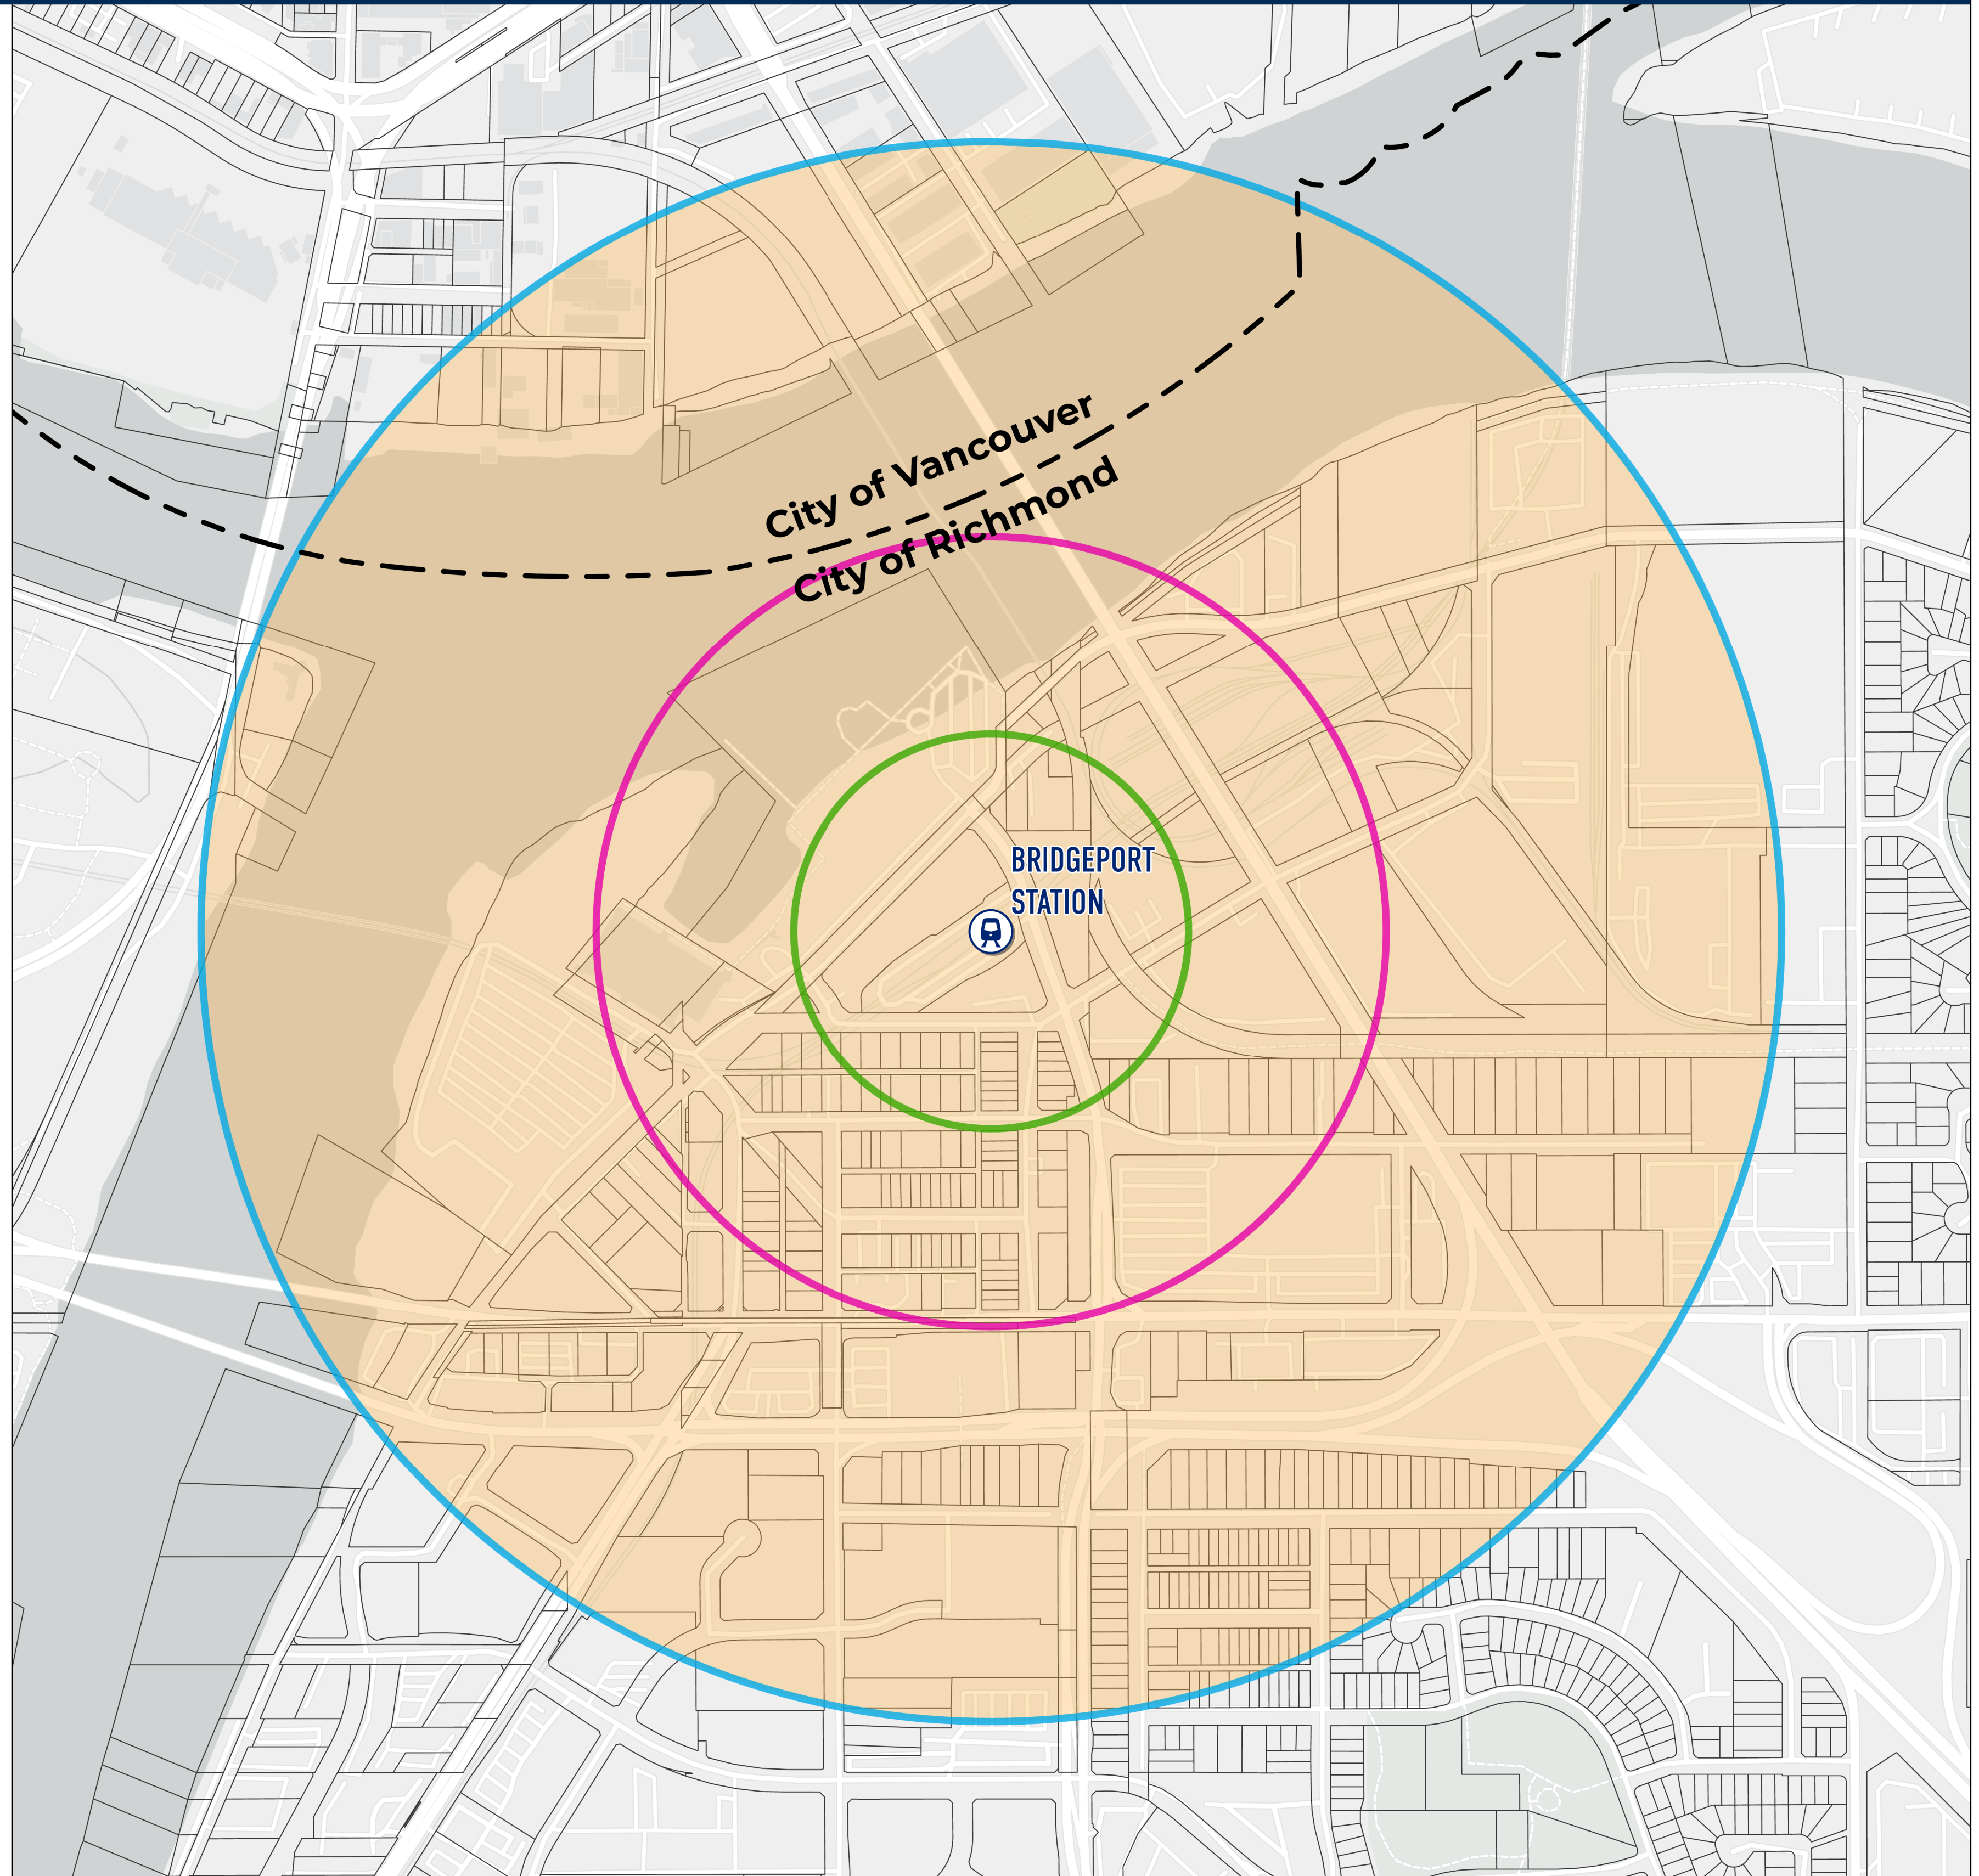 City of Vancouver
City of Richmond
BRIDGEPORT
STATION